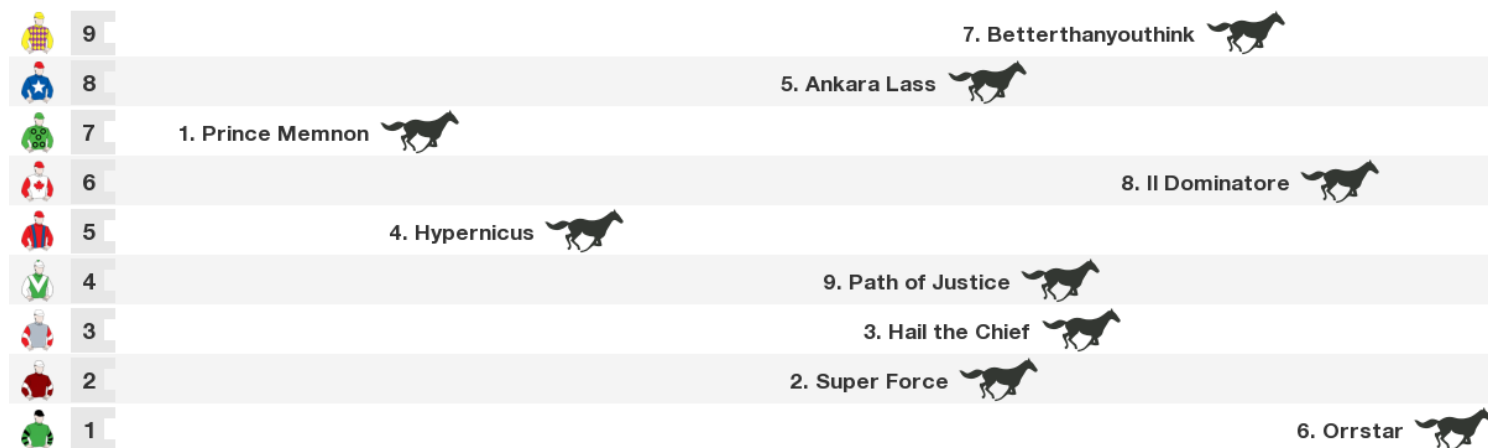 9 7. Betterthanyouthink
8 5. Ankara Lass
7 1. Prince Memnon
6 8. Il Dominatore
5 4. Hypernicus
4 9. Path of Justice
3 3. Hail the Chief
2 2. Super Force
1 6. Orrstar